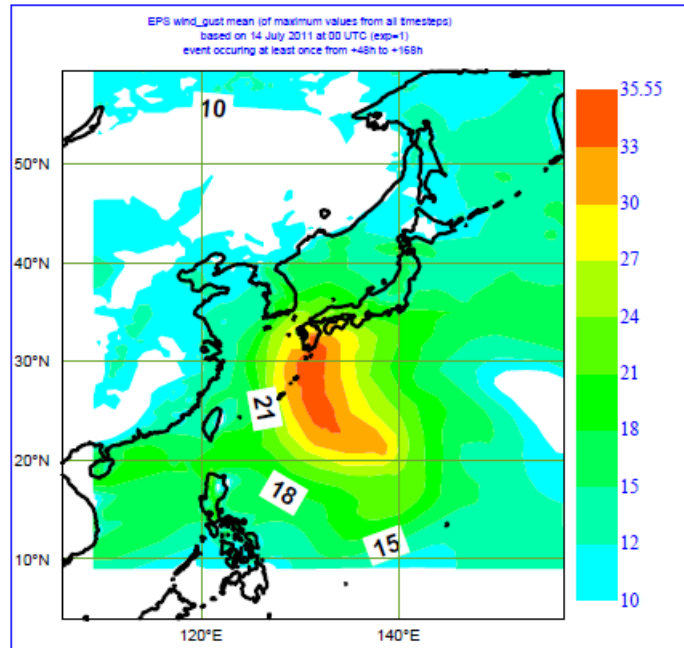 EPS wind_gust mean (of maximum values from all timesteps)
based on 14 July 2011 at 00 UTC (exp=1)
event occuring at least once from +48h to +168h
35.55
10
33
50°N
30
27
40°N
24
30°N
21
21
18
20°N
18
15
15
12
10°N
10
120°E
140°E